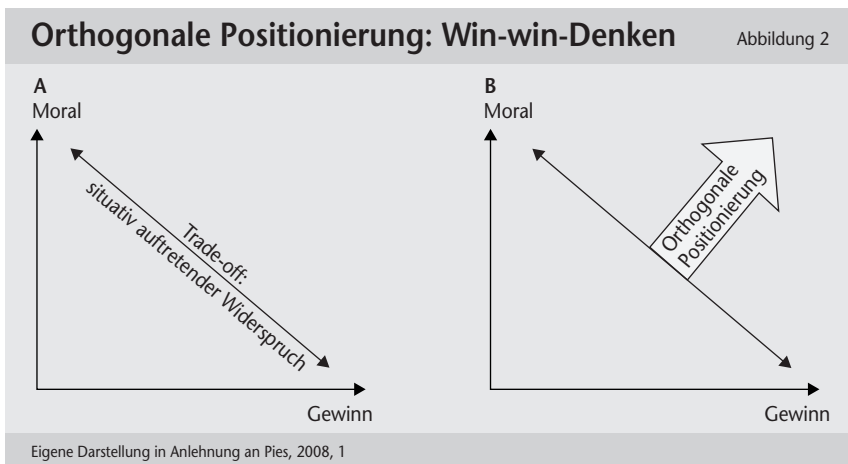 Orthogonale Positionierung: Win-win-Denken
Abbildung 2
A
Moral
Trade-off:
situativ auftretender Widerspruch
Gewinn
B
Moral
Orthogonale
Positionierung
Gewinn
Eigene Darstellung in Anlehnung an Pies, 2008, 1